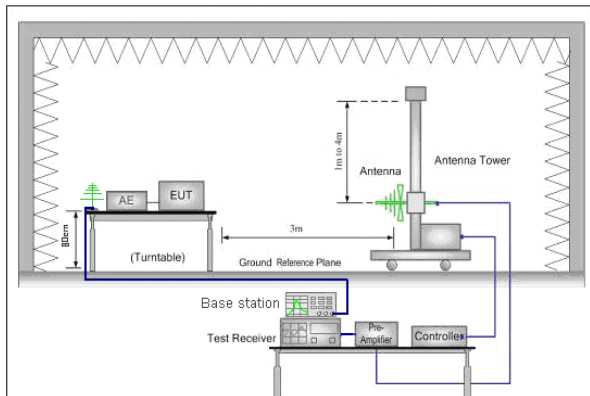 1m to 4m
Antenna
Antenna Tower
AE
EUT
80cm
(Turntable)
3m
Ground Reference Plane
Base station
Test Receiver
Pre-
Amplifier
Controller